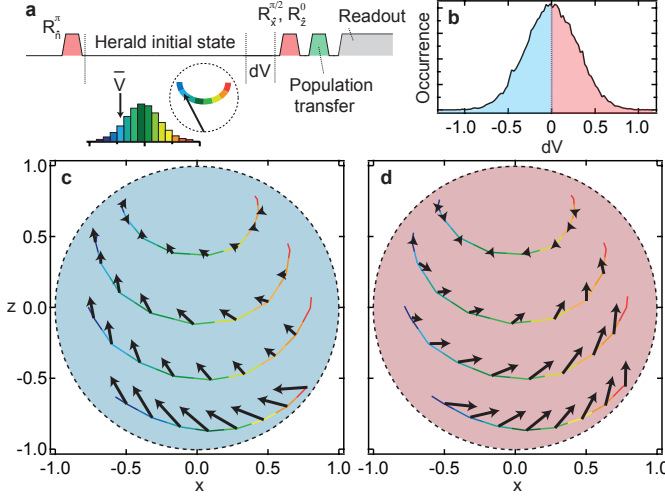 a
R_n̂^π
Herald initial state
dV
R_x̂^π/2, R_ẑ^0
Readout
Population
transfer
V̅
b
Occurrence
-1.0 -0.5 0 0.5 1.0
dV
c
z
1.0
0.5
0.0
-0.5
-1.0
-1.0 -0.5 0.0 0.5 1.0
x
d
-1.0 -0.5 0.0 0.5 1.0
x